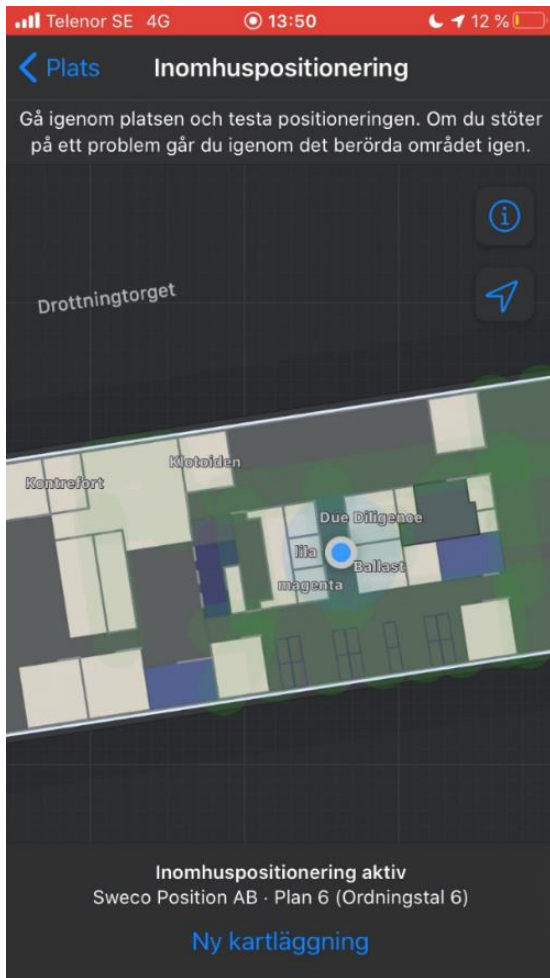 Telenor SE 4G 13:50 12 %
Plats Inomhuspositionering
Gå igenom platsen och testa positioneringen. Om du stöter
på ett problem går du igenom det berörda området igen.
Drottningtorget
Klotoiden
Kontrefort
Due Diligence
lila
Ballast
magenta
Inomhuspositionering aktiv
Sweco Position AB · Plan 6 (Ordningstal 6)
Ny kartläggning